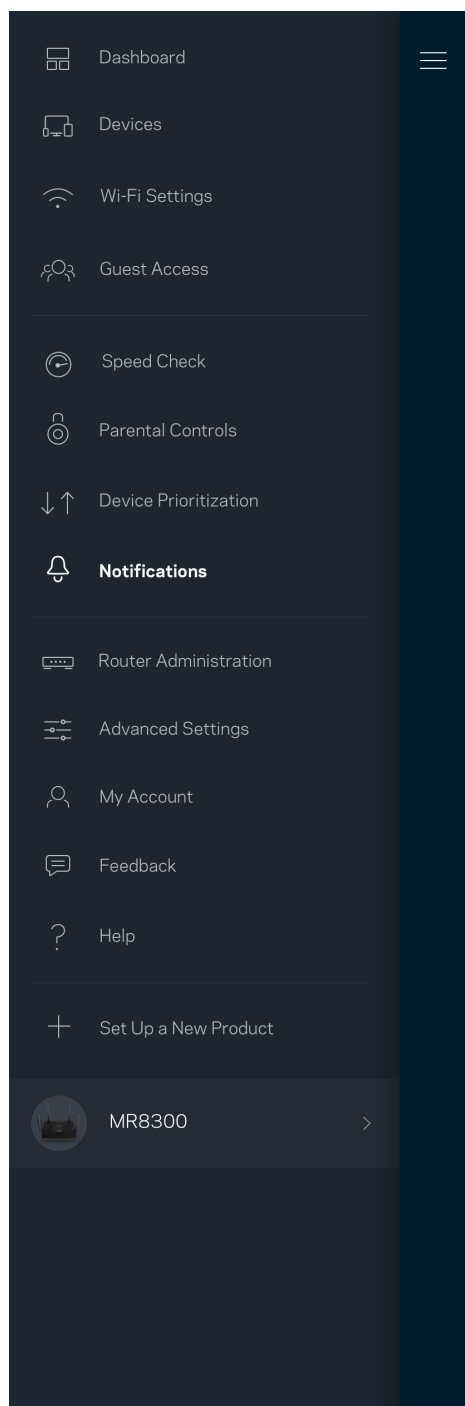 Dashboard
Devices
Wi-Fi Settings
Guest Access
Speed Check
Parental Controls
Device Prioritization
Notifications
Router Administration
Advanced Settings
My Account
Feedback
Help
Set Up a New Product
MR8300